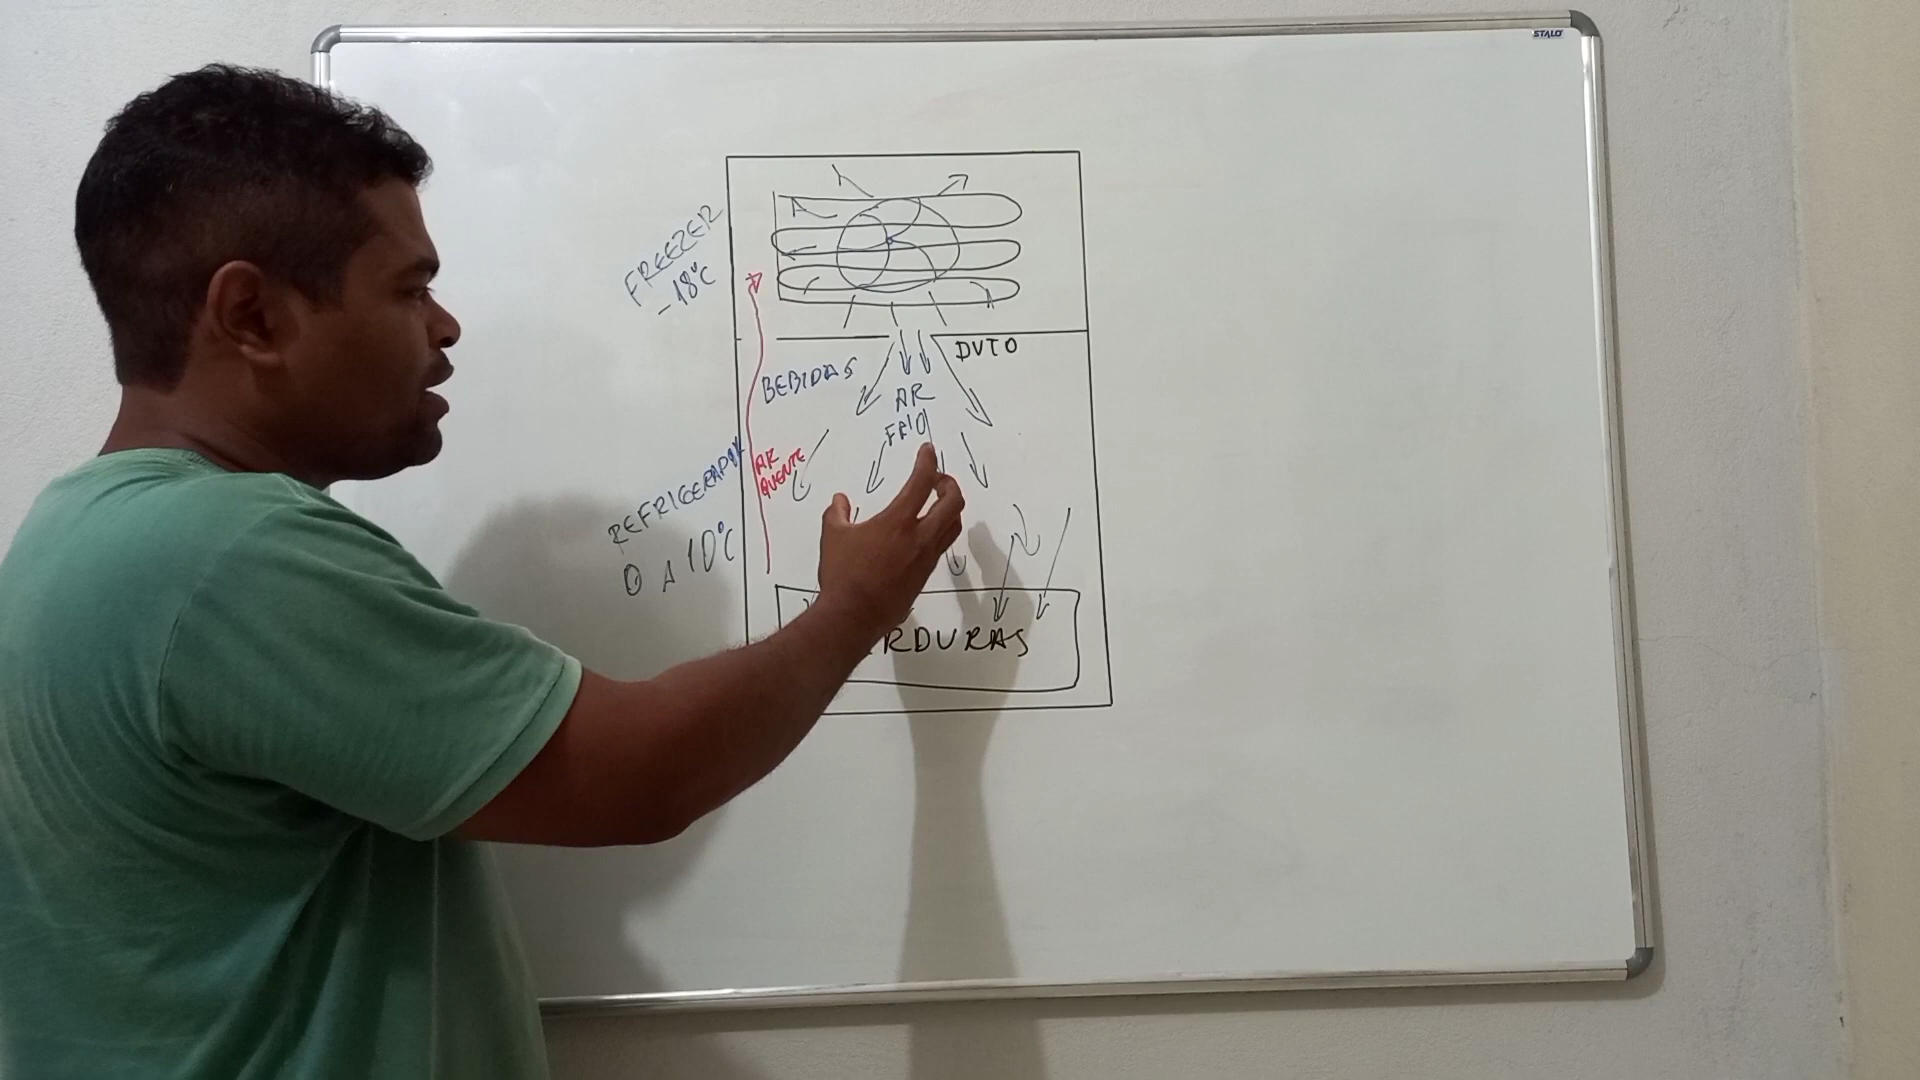 STALO
FREEZER
-18°C
DUTO
BEBIDAS
AR
FRIO
REFRIGERADOR
0 A 10°C
AR
QUENTE
RDURAS